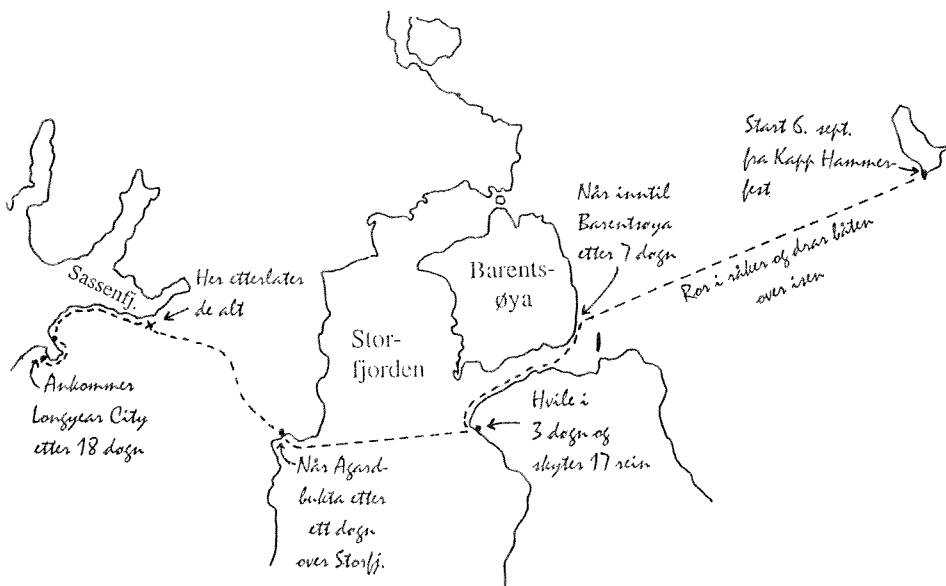 Start 6. sept.
fra Kapp Hammer-
fest
Når inntil
Barentsøya
etter 7 døgn
Ror i råker og drar båten
over isen
Barents-
øya
Sassenfj.
Her etterlater
de alt
Stor-
fjorden
Ankommer
Longyear City
etter 18 døgn
Hvile i
3 døgn og
skyter 17 rein
Når Agard-
bukta etter
ett døgn
over Storfj.